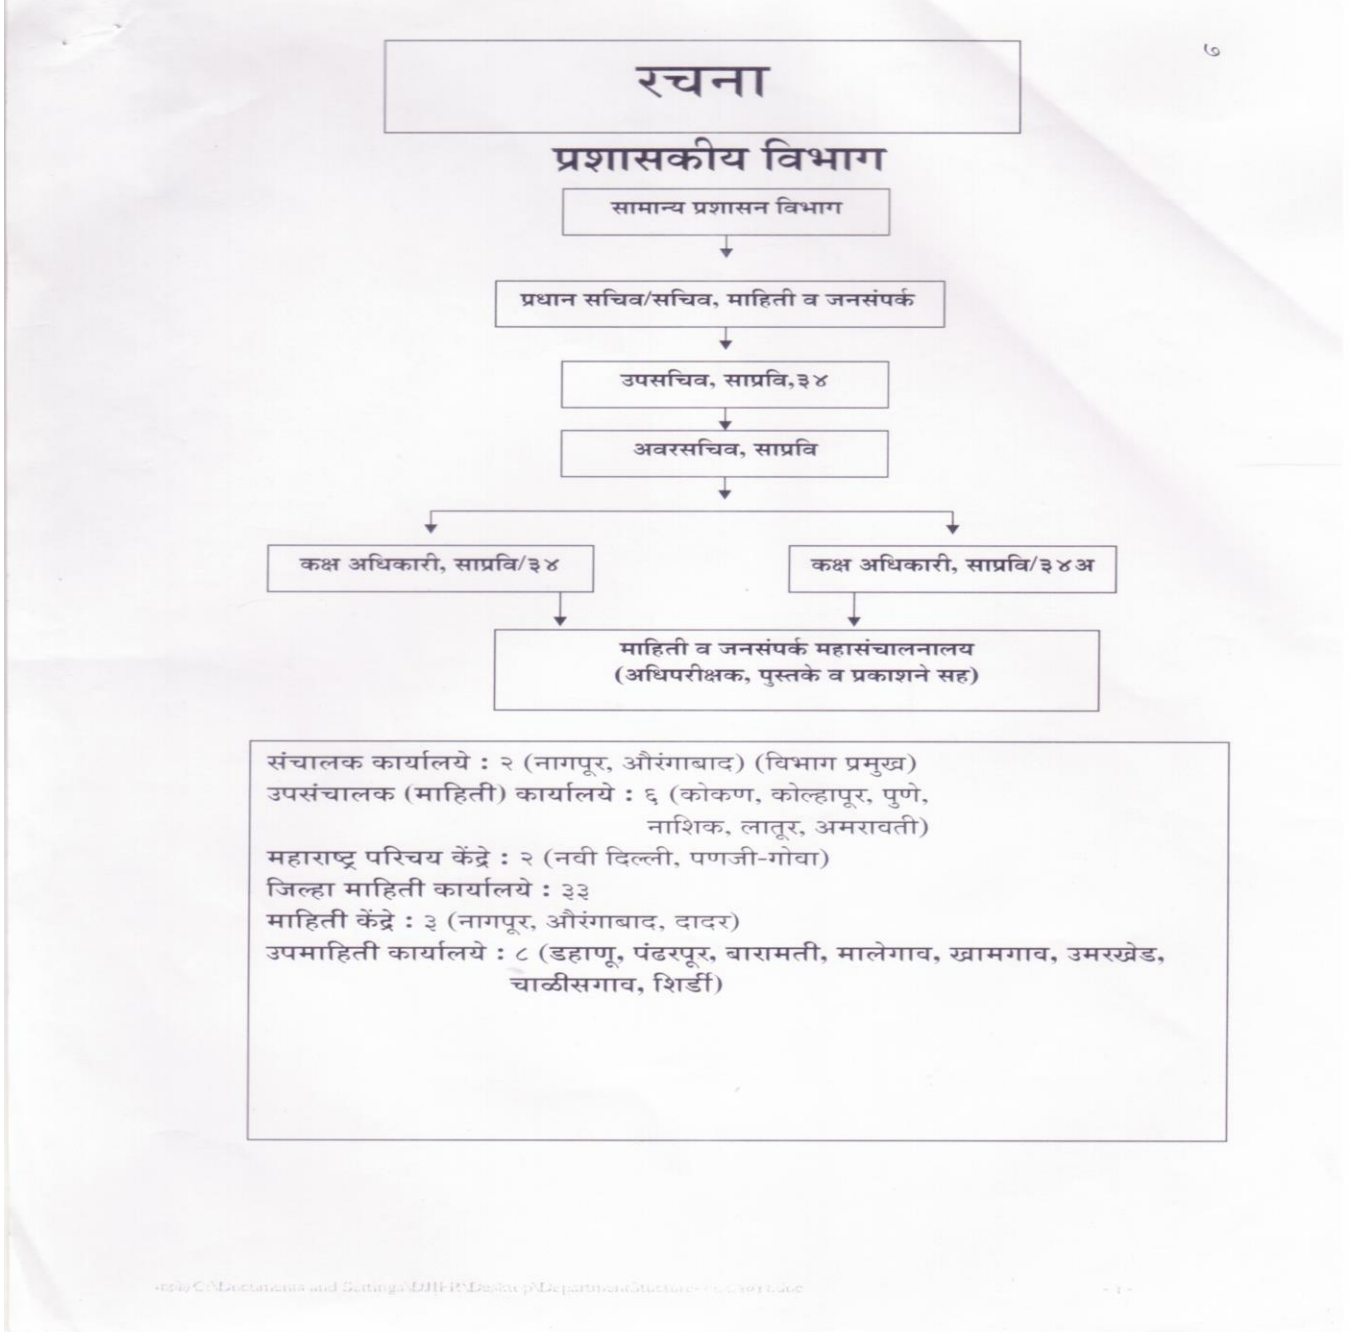 ७
रचना
प्रशासकीय विभाग
सामान्य प्रशासन विभाग
प्रधान सचिव/सचिव, माहिती व जनसंपर्क
उपसचिव, साप्रवि,३४
अवरसचिव, साप्रवि
कक्ष अधिकारी, साप्रवि/३४
कक्ष अधिकारी, साप्रवि/३४अ
माहिती व जनसंपर्क महासंचालनालय
(अधिपरीक्षक, पुस्तके व प्रकाशने सह)
संचालक कार्यालये : २ (नागपूर, औरंगाबाद) (विभाग प्रमुख)
उपसंचालक (माहिती) कार्यालये : ६ (कोकण, कोल्हापूर, पुणे,
नाशिक, लातूर, अमरावती)
महाराष्ट्र परिचय केंद्रे : २ (नवी दिल्ली, पणजी-गोवा)
जिल्हा माहिती कार्यालये : ३३
माहिती केंद्रे : ३ (नागपूर, औरंगाबाद, दादर)
उपमाहिती कार्यालये : ८ (डहाणू, पंढरपूर, बारामती, मालेगाव, खामगाव, उमरखेड,
चाळीसगाव, शिर्डी)